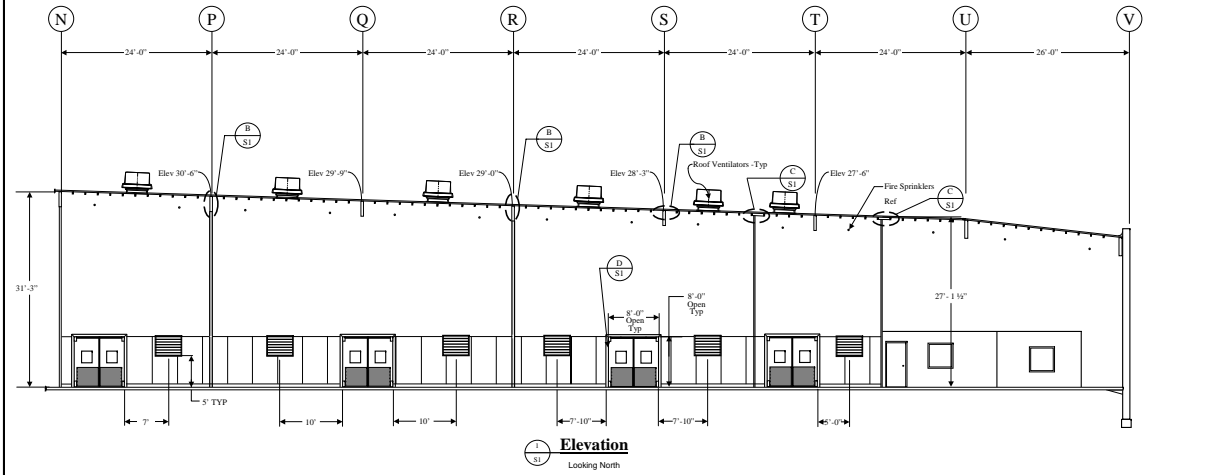 N P Q R S T U V
24'-0" 24'-0" 24'-0" 24'-0" 24'-0" 24'-0" 26'-0"
B
S1
B
S1
B
S1
Roof Ventilators -Typ
C
S1
Elev 30'-6"
Elev 29'-9"
Elev 29'-0"
Elev 28'-3"
Elev 27'-6"
Fire Sprinklers
Ref
C
S1
D
S1
31'-3"
8'-0"
Open
Typ
8'-0"
Open
Typ
27'- 1 ½"
5' TYP
7' 10' 10' 7'-10" 7'-10" 5'-0"
1
S1
Elevation
Looking North